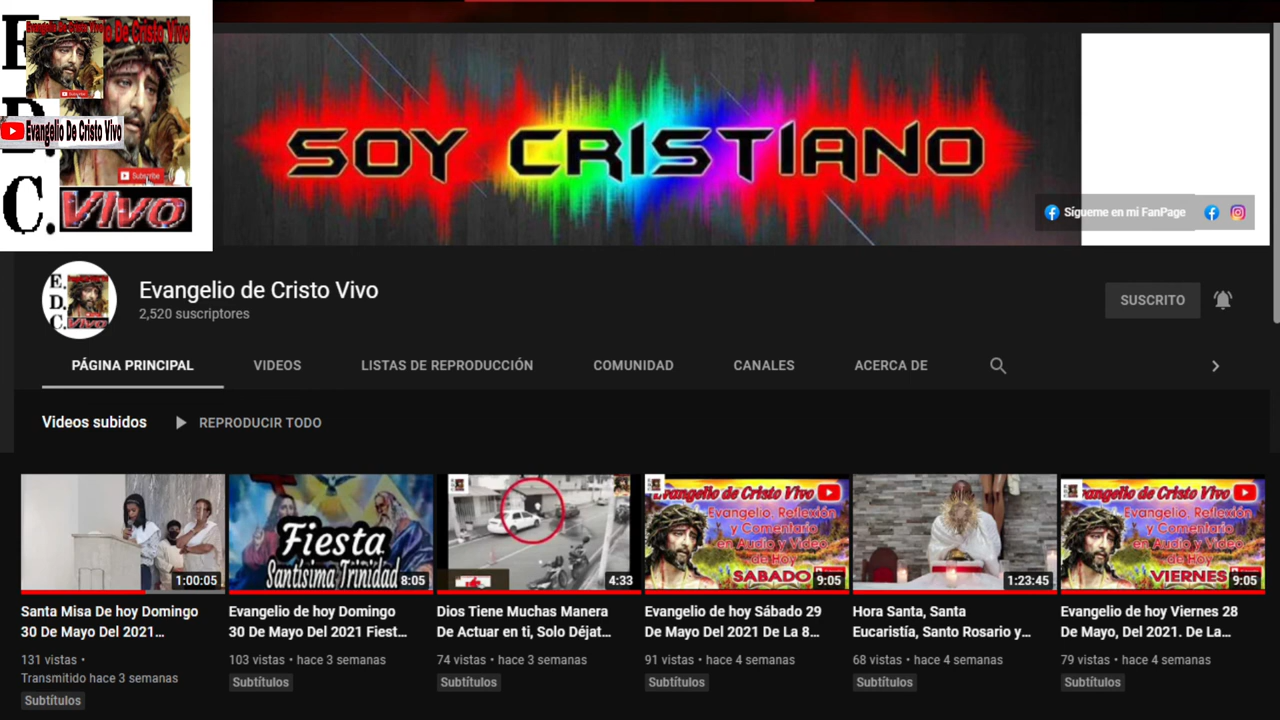 Evangelio De Cristo Vivo
e De Cristo Vivo
E.
D.
Evangelio De Cristo Vivo
Subscribe
C. Vivo
SOY CRISTIANO
Sígueme en mi FanPage
E.
D.
C. Vivo
Evangelio de Cristo Vivo
2,520 suscriptores
SUSCRITO
PÁGINA PRINCIPAL VIDEOS LISTAS DE REPRODUCCIÓN COMUNIDAD CANALES ACERCA DE
Videos subidos REPRODUCIR TODO
1:00:05
Santa Misa De hoy Domingo
30 De Mayo Del 2021...
131 vistas •
Transmitido hace 3 semanas
Subtítulos
Fiesta
Santísima Trinidad
8:05
Evangelio de hoy Domingo
30 De Mayo Del 2021 Fiest...
103 vistas • hace 3 semanas
Subtítulos
4:33
Dios Tiene Muchas Manera
De Actuar en ti, Solo Déjat...
74 vistas • hace 3 semanas
Subtítulos
Evangelio de Cristo Vivo
Evangelio, Reflexión
y Comentario
en Audio y Video
de Hoy
SABADO
9:05
Evangelio de hoy Sábado 29
De Mayo Del 2021 De La 8...
91 vistas • hace 4 semanas
Subtítulos
1:23:45
Hora Santa, Santa
Eucaristía, Santo Rosario y...
68 vistas • hace 4 semanas
Subtítulos
Evangelio de Cristo Vivo
Evangelio, Reflexión
y Comentario
en Audio y Video
de Hoy
VIERNES
9:05
Evangelio de hoy Viernes 28
De Mayo, Del 2021. De La...
79 vistas • hace 4 semanas
Subtítulos